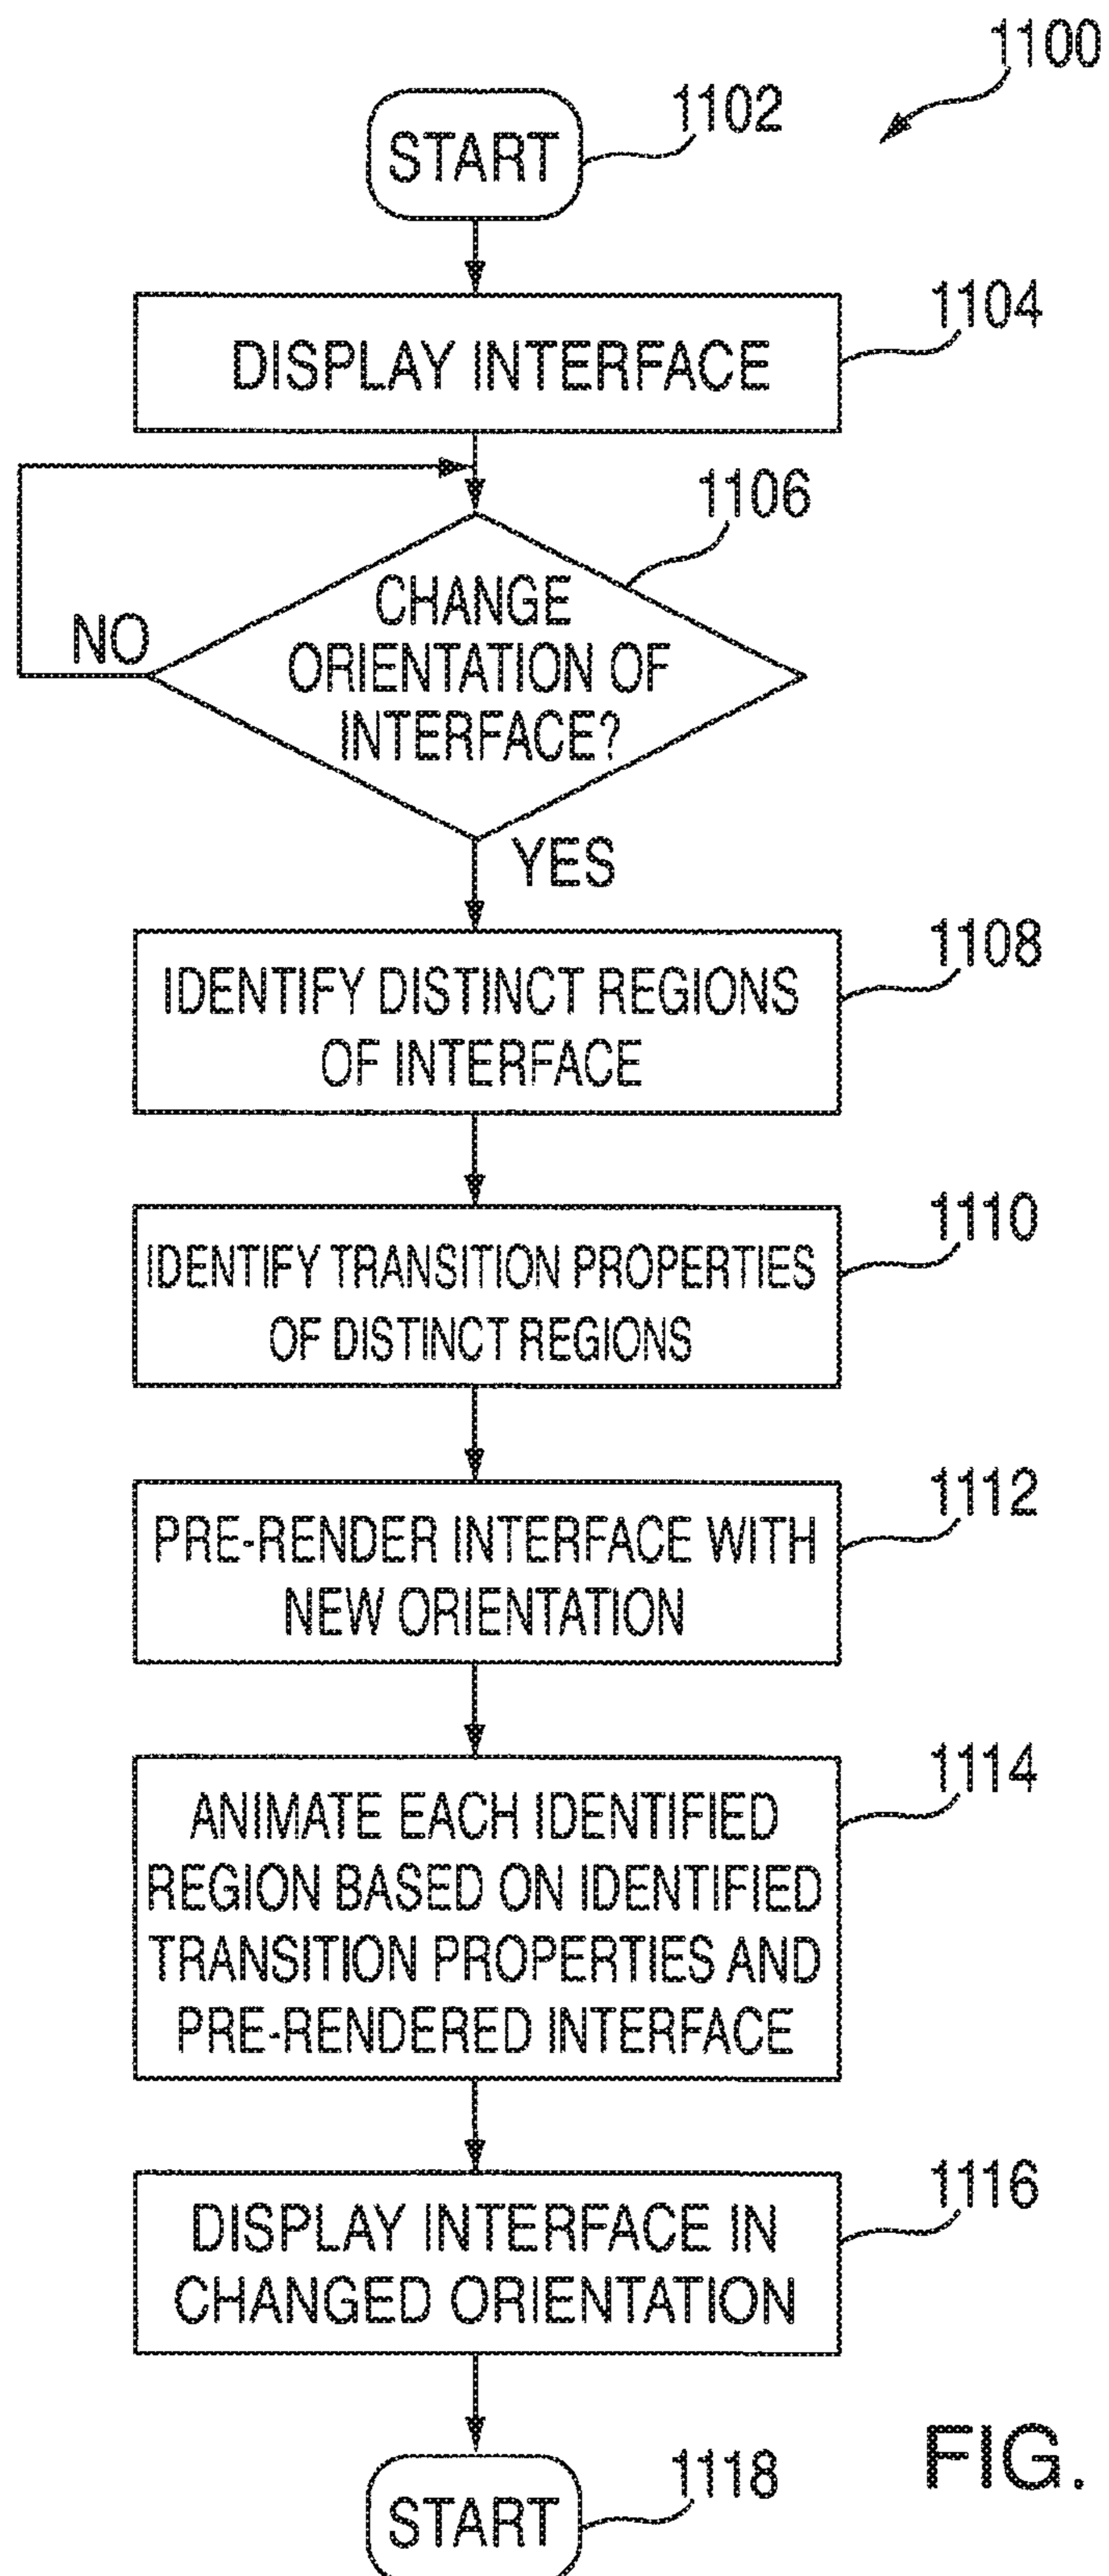 1100
START
1102
DISPLAY INTERFACE
1104
CHANGE
ORIENTATION OF
INTERFACE?
1106
NO
YES
IDENTIFY DISTINCT REGIONS
OF INTERFACE
1108
IDENTIFY TRANSITION PROPERTIES
OF DISTINCT REGIONS
1110
PRE-RENDER INTERFACE WITH
NEW ORIENTATION
1112
ANIMATE EACH IDENTIFIED
REGION BASED ON IDENTIFIED
TRANSITION PROPERTIES AND
PRE-RENDERED INTERFACE
1114
DISPLAY INTERFACE IN
CHANGED ORIENTATION
1116
START
1118
FIG.